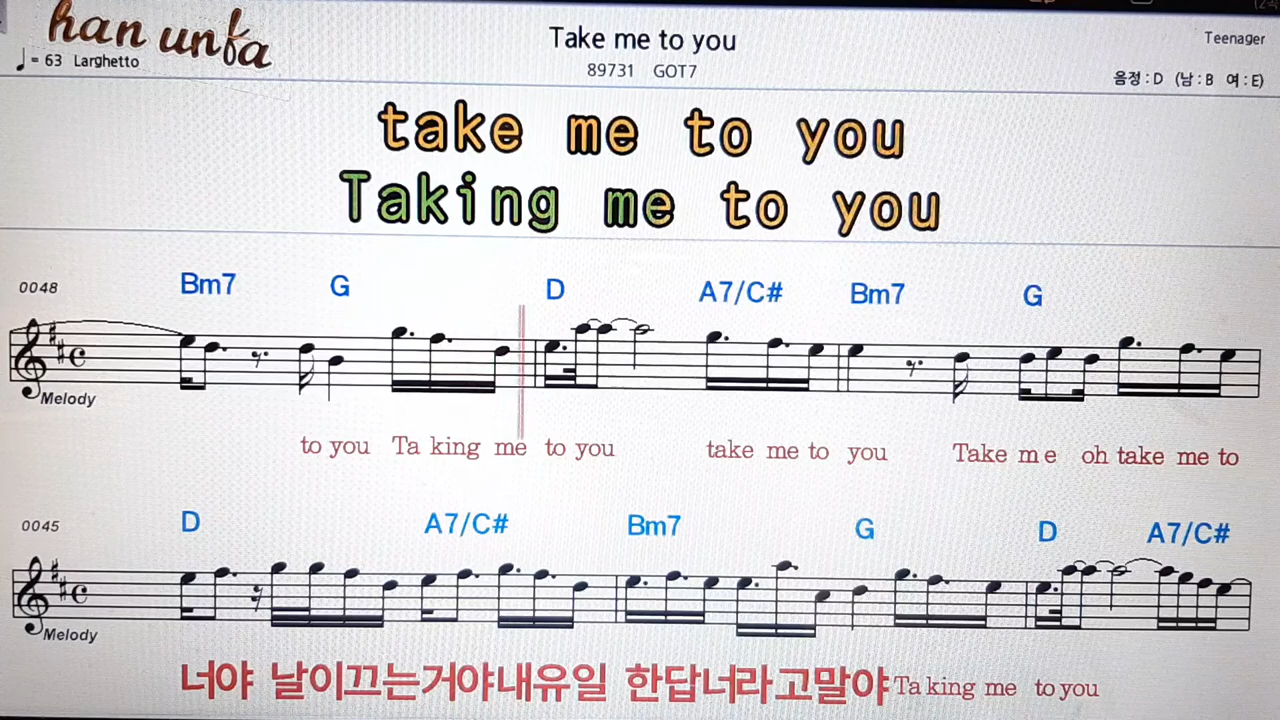 han unfa
Take me to you
Teenager
♩ = 63 Larghetto
89731 GOT7
음정 : D (남 : B 여 : E)
take me to you
Taking me to you
0048 Bm7 G D A7/C# Bm7 G
Melody
to you Ta king me to you take me to you Take me oh take me to
0045 D A7/C# Bm7 G D A7/C#
Melody
너야 날이끄는거야내유일 한답너라고말야 Ta king me to you